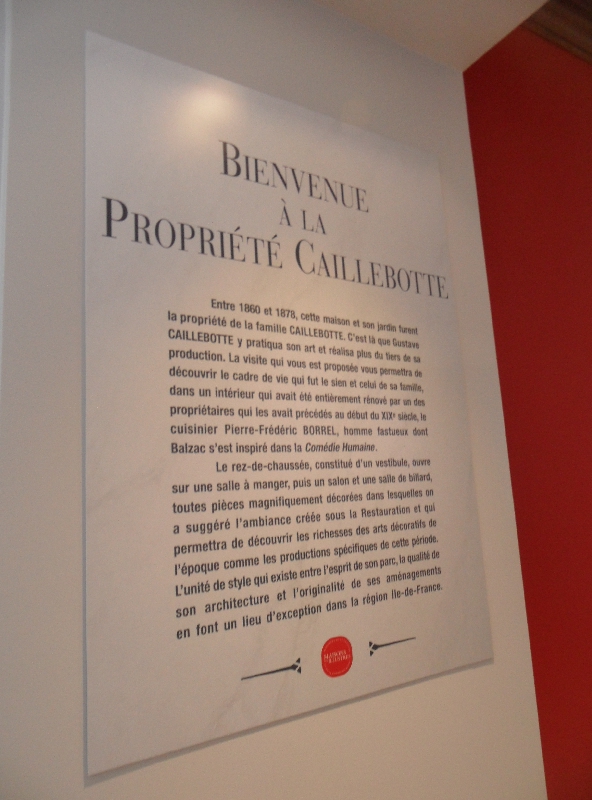 BIENVENUE
À LA
PROPRIÉTÉ CAILLEBOTTE
Entre 1860 et 1878, cette maison et son jardin furent
la propriété de la famille CAILLEBOTTE. C'est là que Gustave
CAILLEBOTTE y pratiqua son art et réalisa plus du tiers de sa
production. La visite qui vous est proposée vous permettra de
découvrir le cadre de vie qui fut le sien et celui de sa famille,
dans un intérieur qui avait été entièrement rénové par un des
propriétaires qui les avait précédés au début du XIXe siècle, le
cuisinier Pierre-Frédéric BORREL, homme fastueux dont
Balzac s'est inspiré dans la Comédie Humaine.
Le rez-de-chaussée, constitué d'un vestibule, ouvre
sur une salle à manger, puis un salon et une salle de billard,
toutes pièces magnifiquement décorées dans lesquelles on
a suggéré l'ambiance créée sous la Restauration et qui
permettra de découvrir les richesses des arts décoratifs de
l'époque comme les productions spécifiques de cette période.
L'unité de style qui existe entre l'esprit de son parc, la qualité de
son architecture et l'originalité de ses aménagements
en font un lieu d'exception dans la région Ile-de-France.
MAISONS
ILLUSTRES